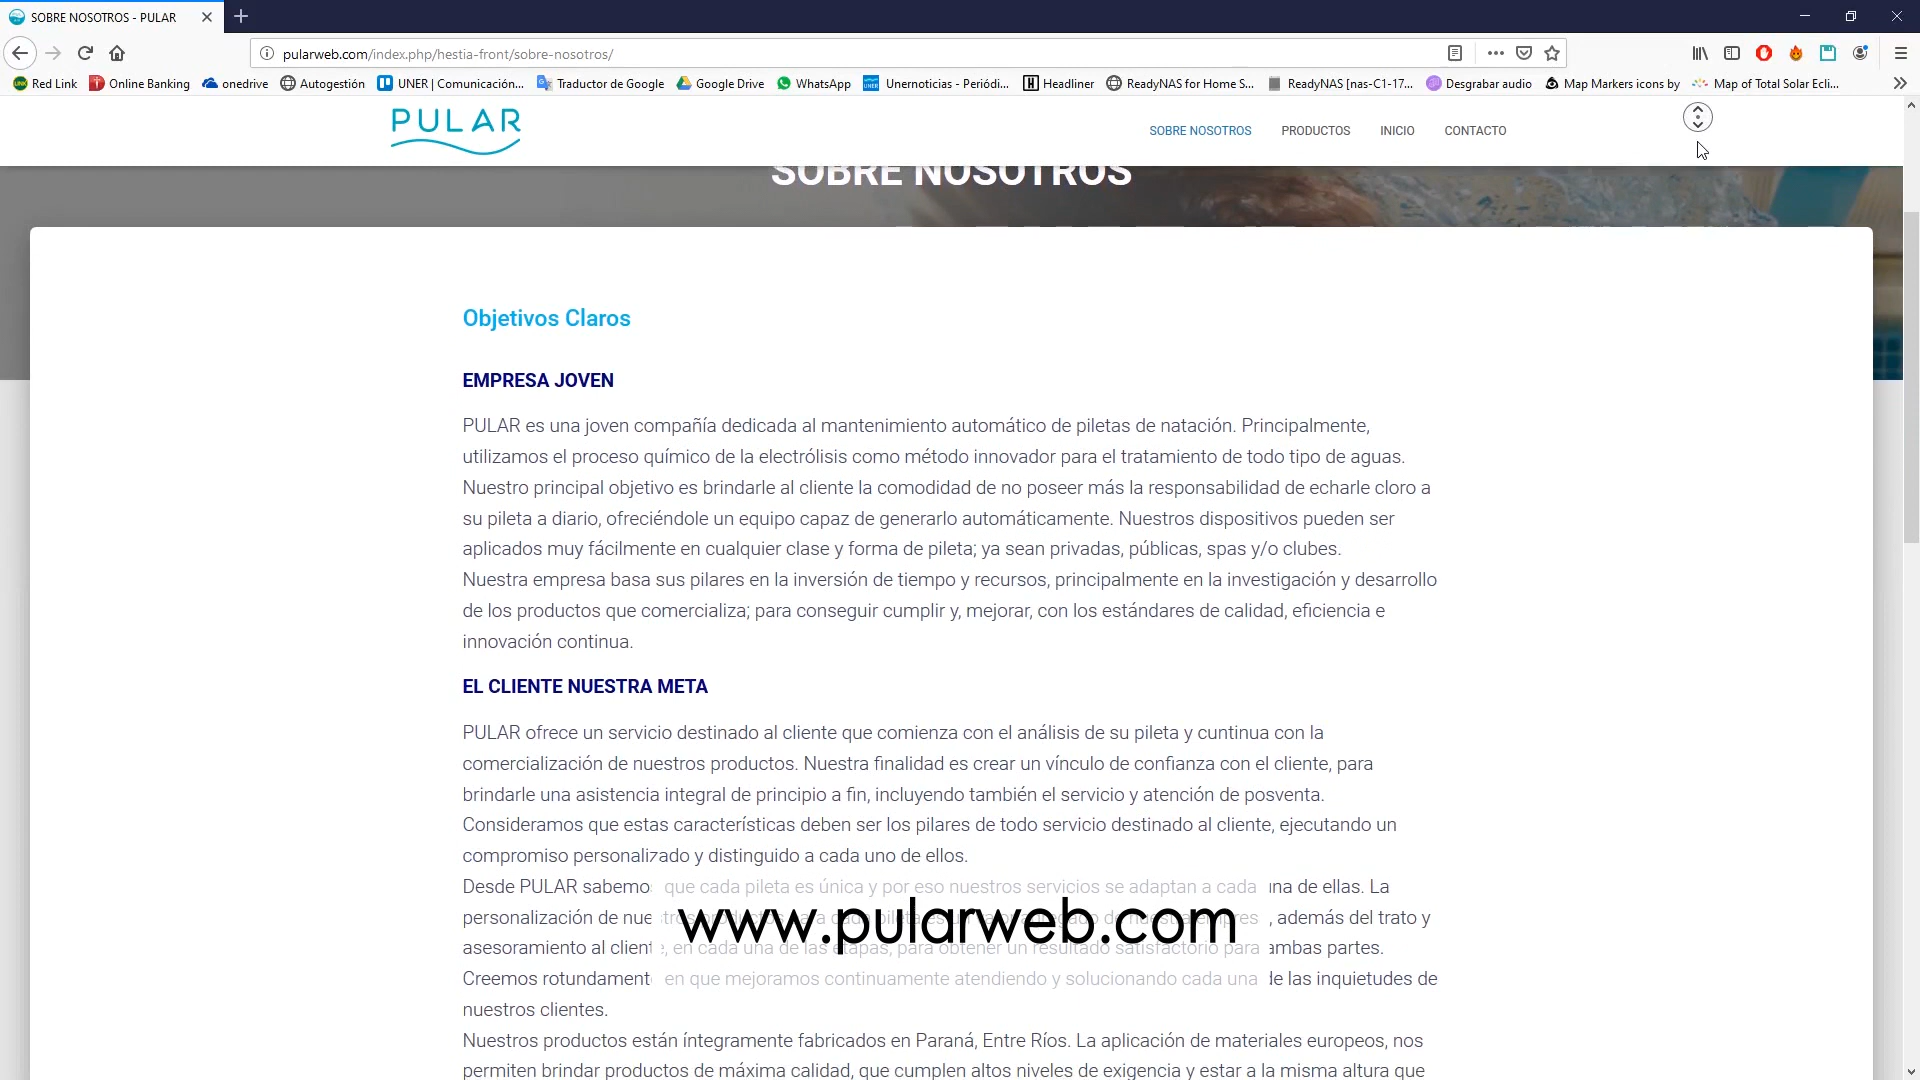 SOBRE NOSOTROS - PULAR
pularweb.com/index.php/hestia-front/sobre-nosotros/
Red Link Online Banking onedrive Autogestión UNER | Comunicación... Traductor de Google Google Drive WhatsApp Unernoticias - Periódi... Headliner ReadyNAS for Home S... ReadyNAS [nas-C1-17... Desgrabar audio Map Markers icons by Map of Total Solar Ecli...
PULAR
SOBRE NOSOTROS PRODUCTOS INICIO CONTACTO
SOBRE NOSOTROS
Objetivos Claros
EMPRESA JOVEN
PULAR es una joven compañía dedicada al mantenimiento automático de piletas de natación. Principalmente,
utilizamos el proceso químico de la electrólisis como método innovador para el tratamiento de todo tipo de aguas.
Nuestro principal objetivo es brindarle al cliente la comodidad de no poseer más la responsabilidad de echarle cloro a
su pileta a diario, ofreciéndole un equipo capaz de generarlo automáticamente. Nuestros dispositivos pueden ser
aplicados muy fácilmente en cualquier clase y forma de pileta; ya sean privadas, públicas, spas y/o clubes.
Nuestra empresa basa sus pilares en la inversión de tiempo y recursos, principalmente en la investigación y desarrollo
de los productos que comercializa; para conseguir cumplir y, mejorar, con los estándares de calidad, eficiencia e
innovación continua.
EL CLIENTE NUESTRA META
PULAR ofrece un servicio destinado al cliente que comienza con el análisis de su pileta y cuntinua con la
comercialización de nuestros productos. Nuestra finalidad es crear un vínculo de confianza con el cliente, para
brindarle una asistencia integral de principio a fin, incluyendo también el servicio y atención de posventa.
Consideramos que estas características deben ser los pilares de todo servicio destinado al cliente, ejecutando un
compromiso personalizado y distinguido a cada uno de ellos.
Desde PULAR sabemos que cada pileta es única y por eso nuestros servicios se adaptan a cada una de ellas. La
personalización de nuestros productos para cada pileta es un valor agregado de nuestra empresa, además del trato y
www.pularweb.com
asesoramiento al cliente, en cada una de las etapas, para obtener un resultado satisfactorio para ambas partes.
Creemos rotundamente en que mejoramos continuamente atendiendo y solucionando cada una de las inquietudes de
nuestros clientes.
Nuestros productos están íntegramente fabricados en Paraná, Entre Ríos. La aplicación de materiales europeos, nos
permiten brindar productos de máxima calidad, que cumplen altos niveles de exigencia y estar a la misma altura que